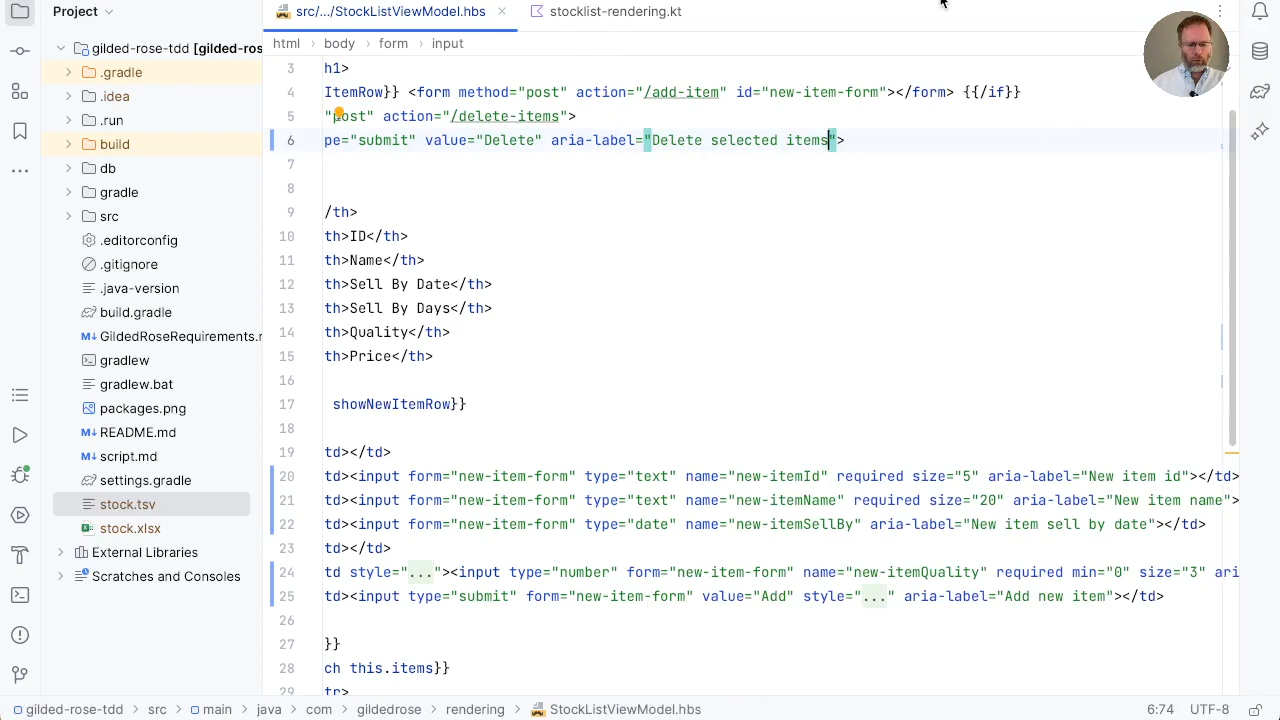 Project
src/.../StockListViewModel.hbs
stocklist-rendering.kt
html
body
form
input
gilded-rose-tdd [gilded-ros
.gradle
.idea
.run
build
db
gradle
src
.editorconfig
.gitignore
.java-version
build.gradle
GildedRoseRequirements.r
gradlew
gradlew.bat
packages.png
README.md
script.md
settings.gradle
stock.tsv
stock.xlsx
External Libraries
Scratches and Consoles
3 h1>
4 ItemRow}} <form method="post" action="/add-item" id="new-item-form"></form> {{/if}}
5 "post" action="/delete-items">
6 pe="submit" value="Delete" aria-label="Delete selected items">
7
8
9 /th>
10 th>ID</th>
11 th>Name</th>
12 th>Sell By Date</th>
13 th>Sell By Days</th>
14 th>Quality</th>
15 th>Price</th>
16
17 showNewItemRow}}
18
19 td></td>
20 td><input form="new-item-form" type="text" name="new-itemId" required size="5" aria-label="New item id"></td>
21 td><input form="new-item-form" type="text" name="new-itemName" required size="20" aria-label="New item name">
22 td><input form="new-item-form" type="date" name="new-itemSellBy" aria-label="New item sell by date"></td>
23 td></td>
24 td style="..."><input type="number" form="new-item-form" name="new-itemQuality" required min="0" size="3" ari
25 td><input type="submit" form="new-item-form" value="Add" style="..." aria-label="Add new item"></td>
26
27 }}
28 ch this.items}}
29 tr>
gilded-rose-tdd
src
main
java
com
gildedrose
rendering
StockListViewModel.hbs
6:74
UTF-8